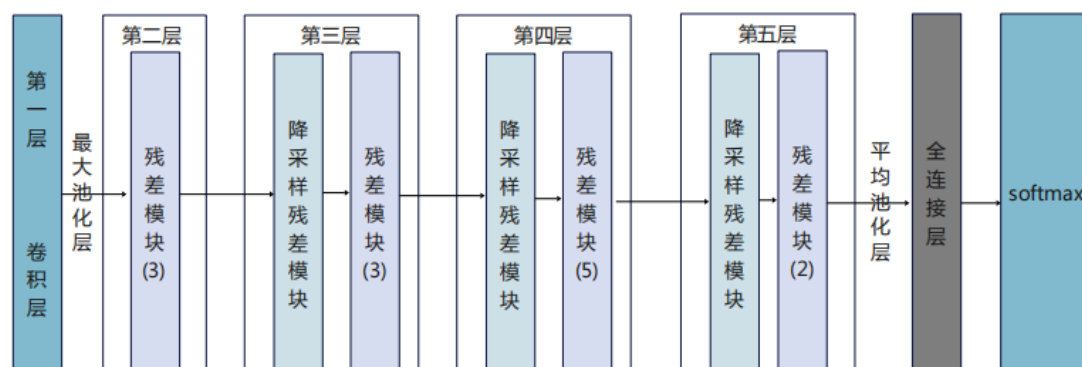 第一层 卷积层
最大池化层
第二层
残差模块(3)
第三层
降采样残差模块
残差模块(3)
第四层
降采样残差模块
残差模块(5)
第五层
降采样残差模块
残差模块(2)
平均池化层
全连接层
softmax